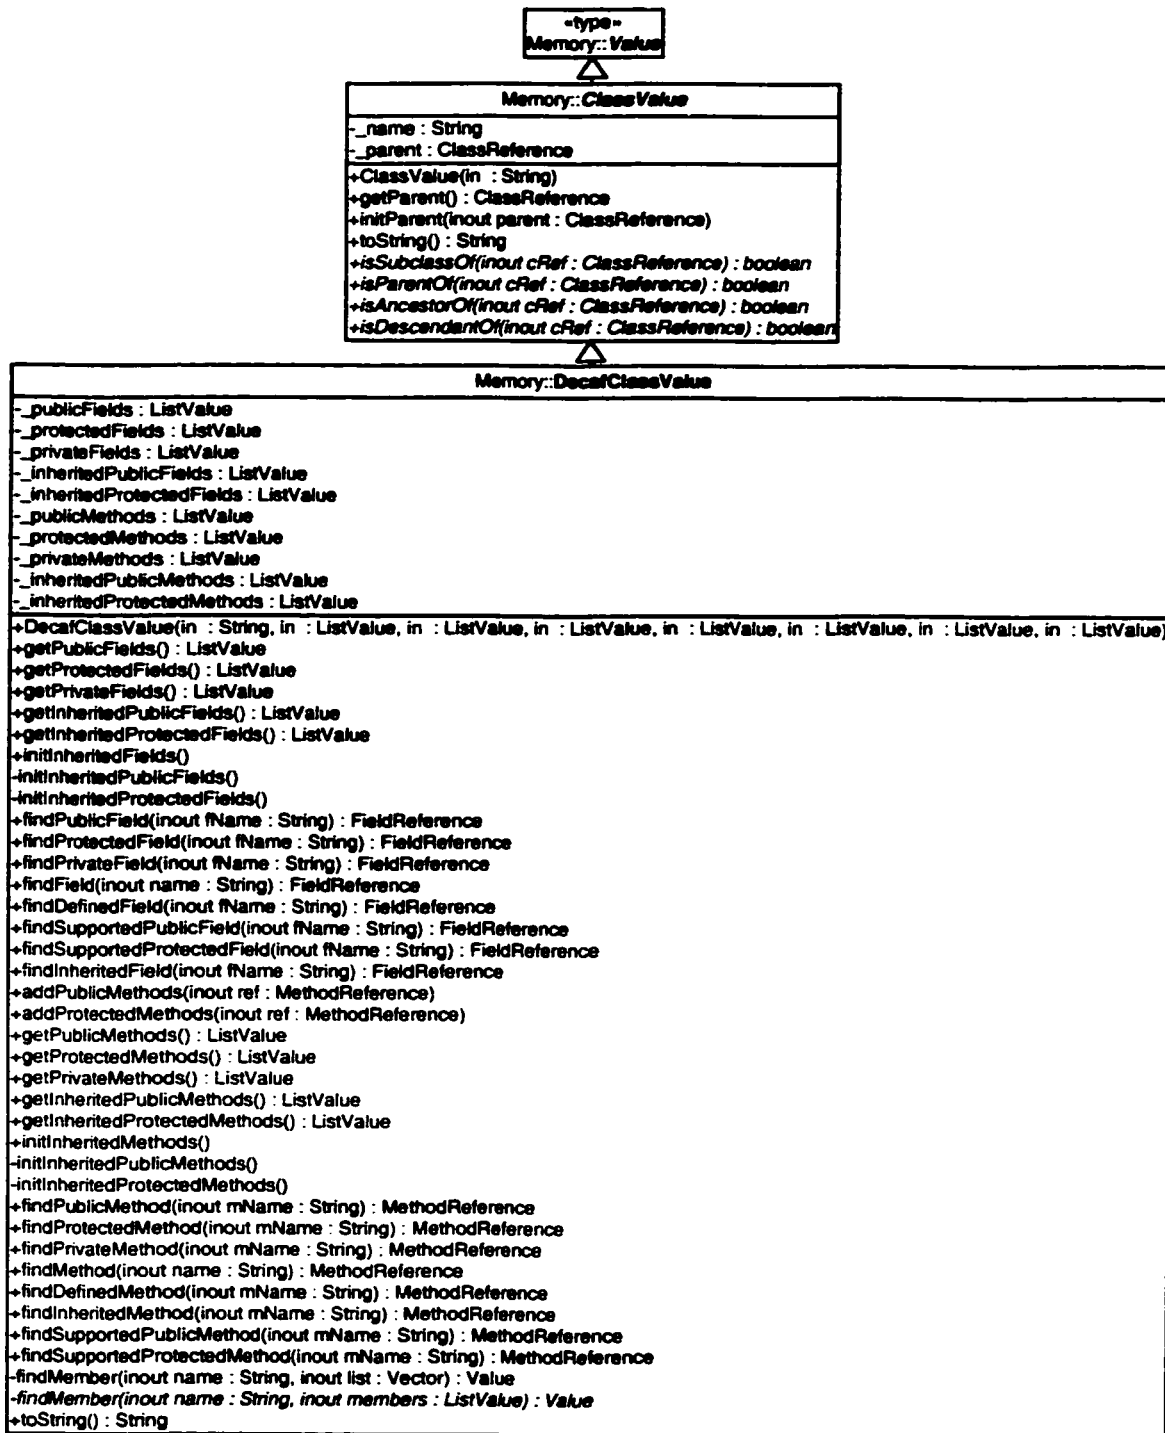 «type»
Memory::Value
Memory::ClassValue
-_name : String
-_parent : ClassReference
+ClassValue(in : String)
+getParent() : ClassReference
+initParent(inout parent : ClassReference)
+toString() : String
+isSubclassOf(inout cRef : ClassReference) : boolean
+isParentOf(inout cRef : ClassReference) : boolean
+isAncestorOf(inout cRef : ClassReference) : boolean
+isDescendantOf(inout cRef : ClassReference) : boolean
Memory::DecafClassValue
-_publicFields : ListValue
-_protectedFields : ListValue
-_privateFields : ListValue
-_inheritedPublicFields : ListValue
-_inheritedProtectedFields : ListValue
-_publicMethods : ListValue
-_protectedMethods : ListValue
-_privateMethods : ListValue
-_inheritedPublicMethods : ListValue
-_inheritedProtectedMethods : ListValue
+DecafClassValue(in : String, in : ListValue, in : ListValue, in : ListValue, in : ListValue, in : ListValue, in : ListValue, in : ListValue)
+getPublicFields() : ListValue
+getProtectedFields() : ListValue
+getPrivateFields() : ListValue
+getInheritedPublicFields() : ListValue
+getInheritedProtectedFields() : ListValue
+initInheritedFields()
-initInheritedPublicFields()
-initInheritedProtectedFields()
+findPublicField(inout fName : String) : FieldReference
+findProtectedField(inout fName : String) : FieldReference
+findPrivateField(inout fName : String) : FieldReference
+findField(inout name : String) : FieldReference
+findDefinedField(inout fName : String) : FieldReference
+findSupportedPublicField(inout fName : String) : FieldReference
+findSupportedProtectedField(inout fName : String) : FieldReference
+findInheritedField(inout fName : String) : FieldReference
+addPublicMethods(inout ref : MethodReference)
+addProtectedMethods(inout ref : MethodReference)
+getPublicMethods() : ListValue
+getProtectedMethods() : ListValue
+getPrivateMethods() : ListValue
+getInheritedPublicMethods() : ListValue
+getInheritedProtectedMethods() : ListValue
+initInheritedMethods()
-initInheritedPublicMethods()
-initInheritedProtectedMethods()
+findPublicMethod(inout mName : String) : MethodReference
+findProtectedMethod(inout mName : String) : MethodReference
+findPrivateMethod(inout mName : String) : MethodReference
+findMethod(inout name : String) : MethodReference
+findDefinedMethod(inout mName : String) : MethodReference
+findInheritedMethod(inout mName : String) : MethodReference
+findSupportedPublicMethod(inout mName : String) : MethodReference
+findSupportedProtectedMethod(inout mName : String) : MethodReference
-findMember(inout name : String, inout list : Vector) : Value
-findMember(inout name : String, inout members : ListValue) : Value
+toString() : String